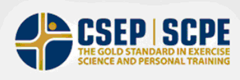 CSEP | SCPE
THE GOLD STANDARD IN EXERCISE
SCIENCE AND PERSONAL TRAINING